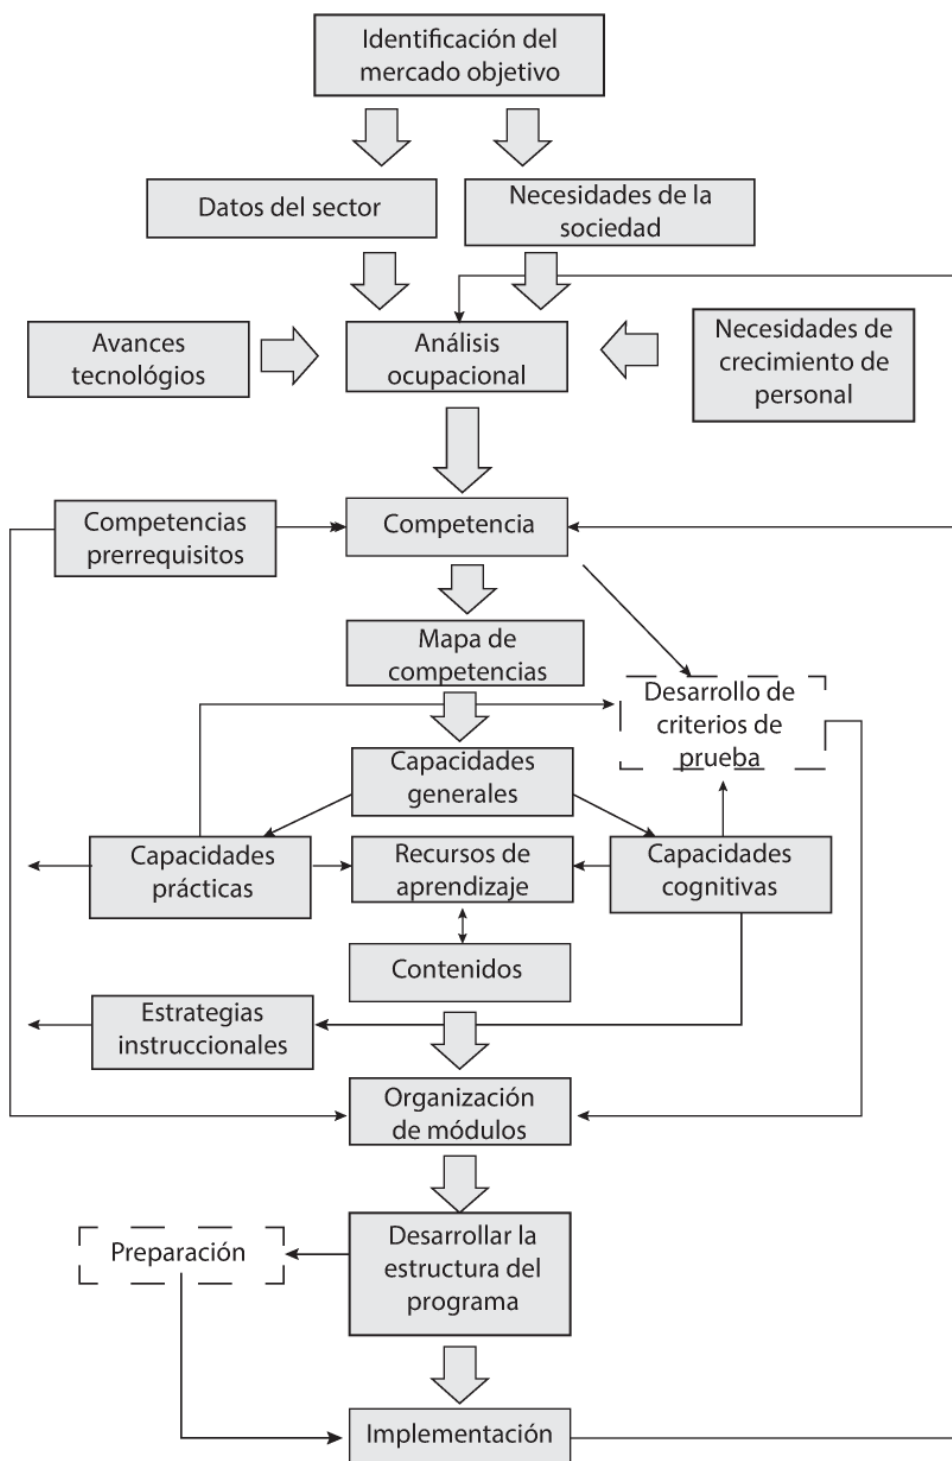 Identificación del
mercado objetivo
Datos del sector
Necesidades de la
sociedad
Avances
tecnológios
Análisis
ocupacional
Necesidades de
crecimiento de
personal
Competencias
prerrequisitos
Competencia
Mapa de
competencias
Desarrollo de
criterios de
prueba
Capacidades
generales
Capacidades
prácticas
Recursos de
aprendizaje
Capacidades
cognitivas
Contenidos
Estrategias
instruccionales
Organización
de módulos
Preparación
Desarrollar la
estructura del
programa
Implementación